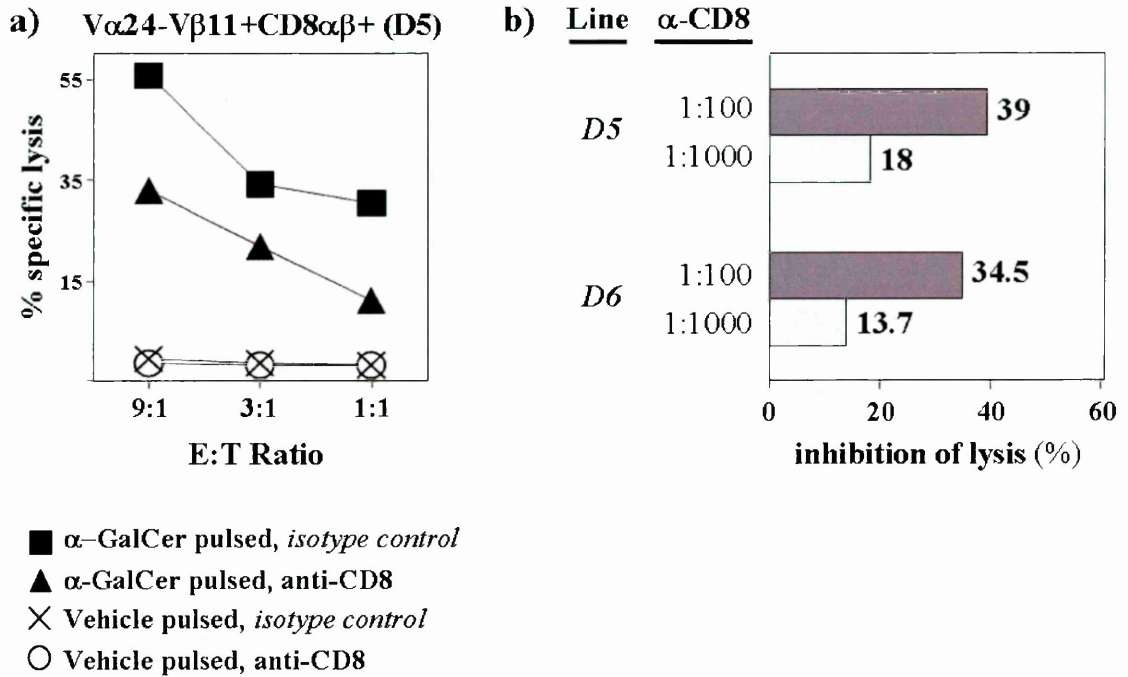 a) Vα24-Vβ11+CD8αβ+ (D5)
% specific lysis
55
35
15
9:1 3:1 1:1
E:T Ratio
b) Line α-CD8
D5
1:100
39
1:1000
18
D6
1:100
34.5
1:1000
13.7
0 20 40 60
inhibition of lysis (%)
α–GalCer pulsed, isotype control
α-GalCer pulsed, anti-CD8
Vehicle pulsed, isotype control
Vehicle pulsed, anti-CD8